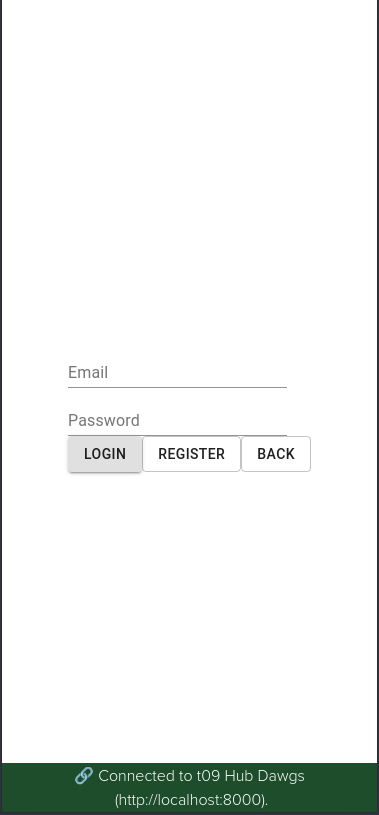 Email
Password
LOGIN REGISTER BACK
🔗 Connected to t09 Hub Dawgs
(http://localhost:8000).